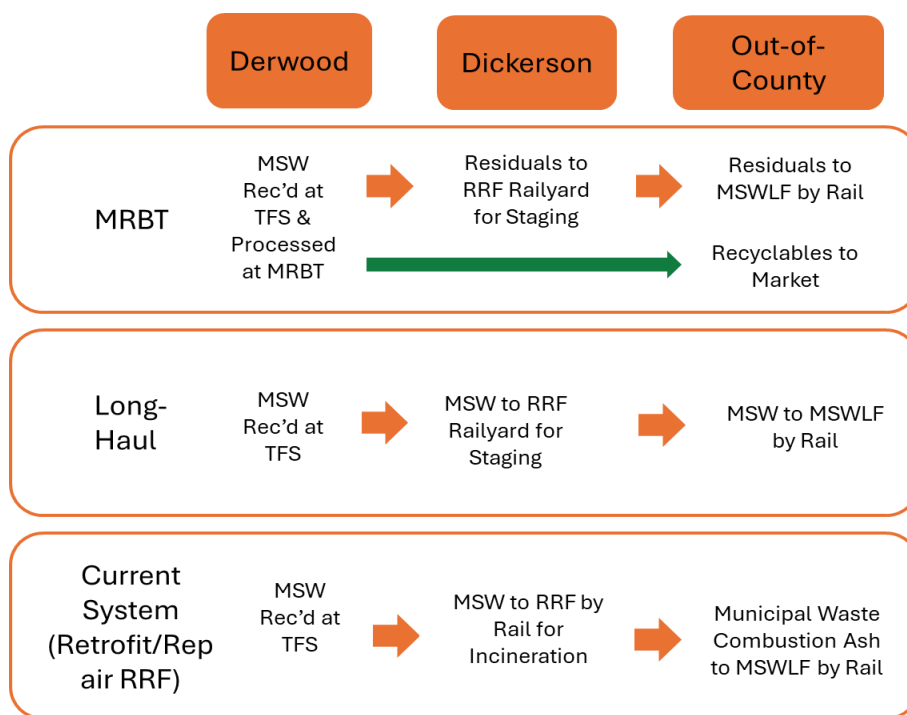 Derwood
Dickerson
Out-of-
County
MRBT
MSW
Rec'd at
TFS &
Processed
at MRBT
Residuals to
RRF Railyard
for Staging
Residuals to
MSWLF by Rail
Recyclables to
Market
Long-
Haul
MSW
Rec'd at
TFS
MSW to RRF
Railyard for
Staging
MSW to MSWLF
by Rail
Current
System
(Retrofit/Rep
air RRF)
MSW
Rec'd at
TFS
MSW to RRF by
Rail for
Incineration
Municipal Waste
Combustion Ash
to MSWLF by Rail